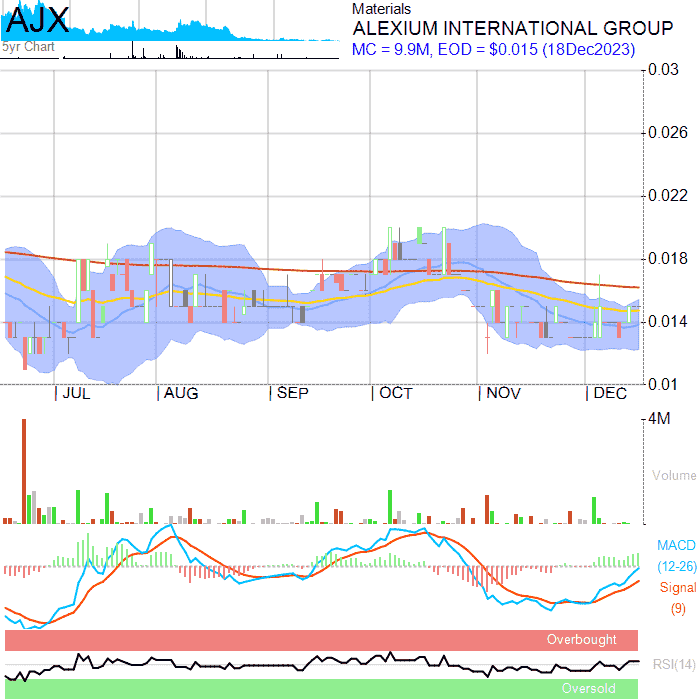 AJX
5yr Chart
Materials
ALEXIUM INTERNATIONAL GROUP
MC = 9.9M, EOD = $0.015 (18Dec2023)
0.03
0.026
0.022
0.018
0.014
0.01
JUL AUG SEP OCT NOV DEC
4M
Volume
MACD
(12-26)
Signal
(9)
Overbought
RSI(14)
Oversold